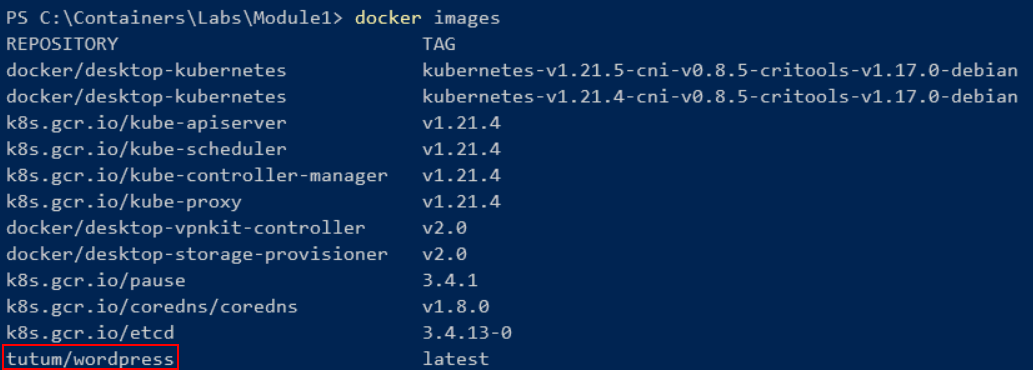 PS C:\Containers\Labs\Module1> docker images
REPOSITORY TAG
docker/desktop-kubernetes kubernetes-v1.21.5-cni-v0.8.5-critools-v1.17.0-debian
docker/desktop-kubernetes kubernetes-v1.21.4-cni-v0.8.5-critools-v1.17.0-debian
k8s.gcr.io/kube-apiserver v1.21.4
k8s.gcr.io/kube-scheduler v1.21.4
k8s.gcr.io/kube-controller-manager v1.21.4
k8s.gcr.io/kube-proxy v1.21.4
docker/desktop-vpnkit-controller v2.0
docker/desktop-storage-provisioner v2.0
k8s.gcr.io/pause 3.4.1
k8s.gcr.io/coredns/coredns v1.8.0
k8s.gcr.io/etcd 3.4.13-0
tutum/wordpress latest